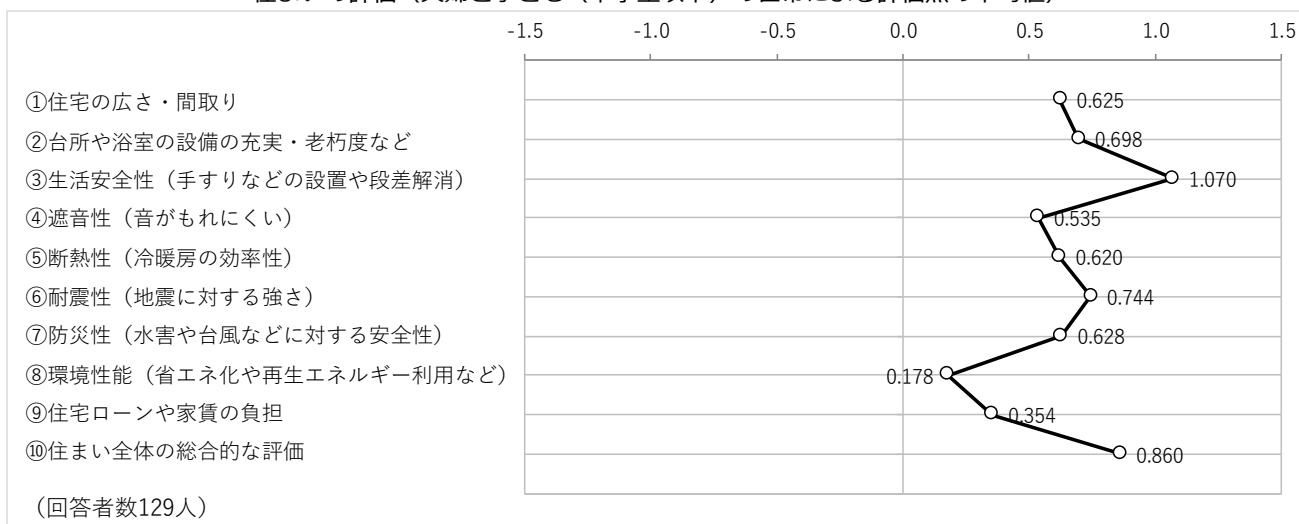 -1.5 -1.0 -0.5 0.0 0.5 1.0 1.5
①住宅の広さ・間取り 0.625
②台所や浴室の設備の充実・老朽度など 0.698
③生活安全性（手すりなどの設置や段差解消） 1.070
④遮音性（音がもれにくい） 0.535
⑤断熱性（冷暖房の効率性） 0.620
⑥耐震性（地震に対する強さ） 0.744
⑦防災性（水害や台風などに対する安全性） 0.628
⑧環境性能（省エネ化や再生エネルギー利用など） 0.178
⑨住宅ローンや家賃の負担 0.354
⑩住まい全体の総合的な評価 0.860
（回答者数129人）